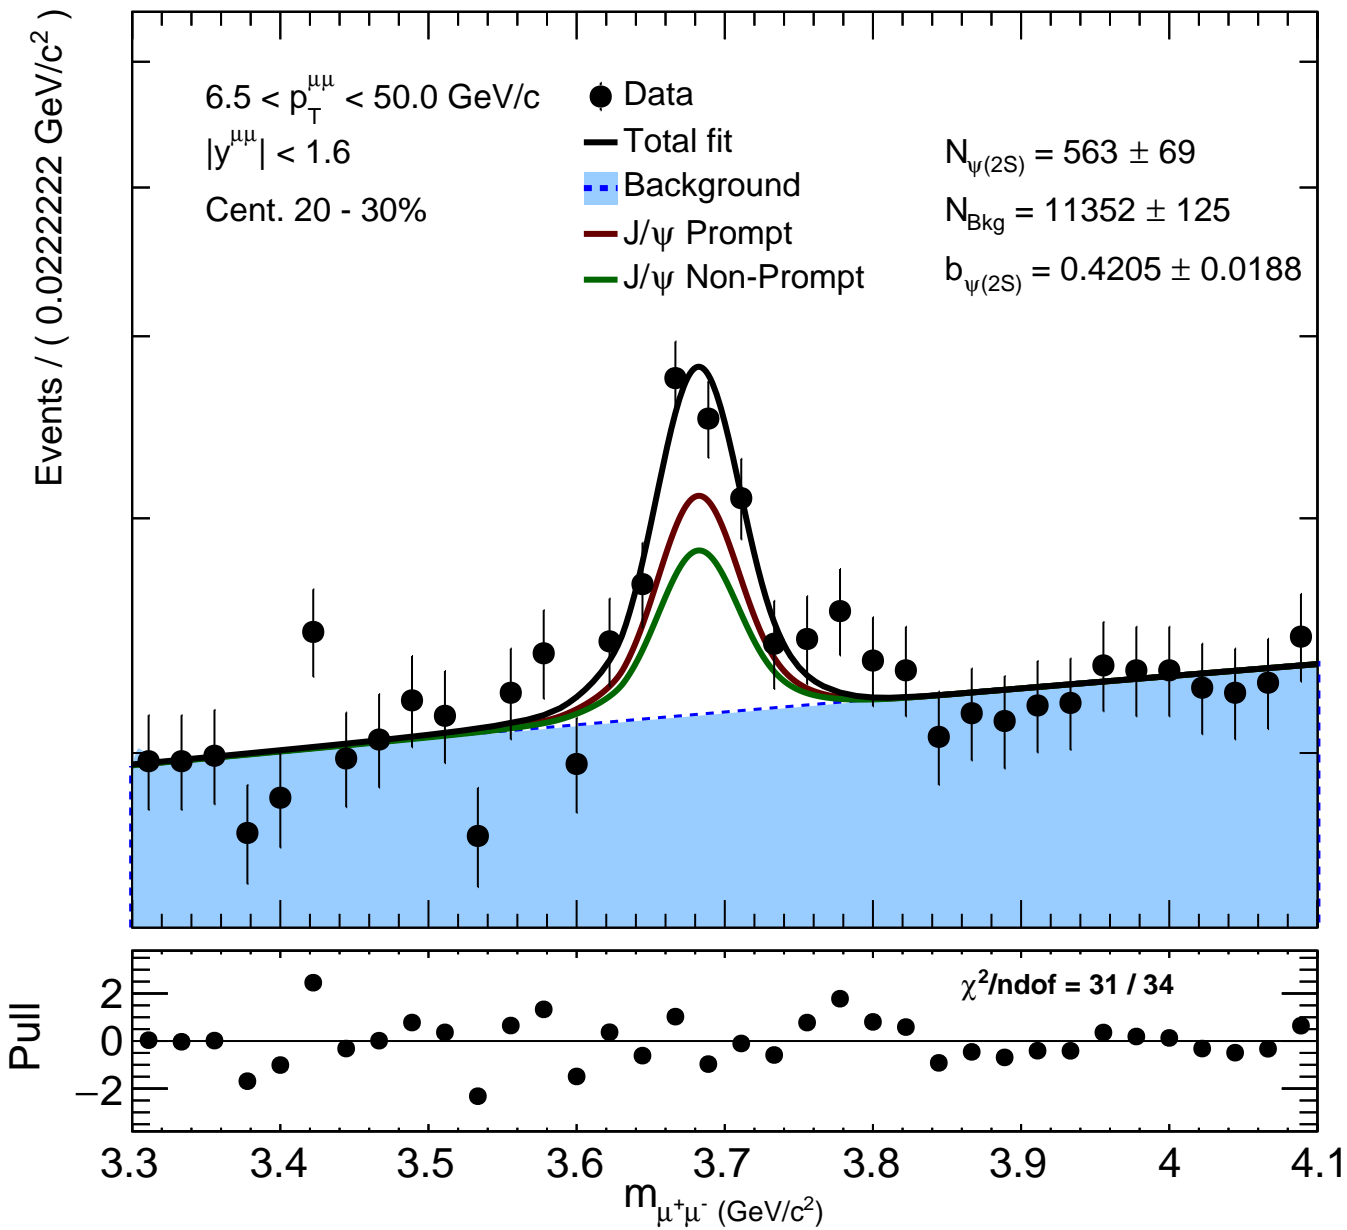 Events / ( 0.0222222 GeV/c²)
6.5 < p_T^μμ < 50.0 GeV/c
|y^μμ| < 1.6
Cent. 20 - 30%
Data
Total fit
Background
J/ψ Prompt
J/ψ Non-Prompt
N_ψ(2S) = 563 ± 69
N_Bkg = 11352 ± 125
b_ψ(2S) = 0.4205 ± 0.0188
Pull
2
0
−2
χ²/ndof = 31 / 34
3.3 3.4 3.5 3.6 3.7 3.8 3.9 4 4.1
m_μ⁺μ⁻ (GeV/c²)